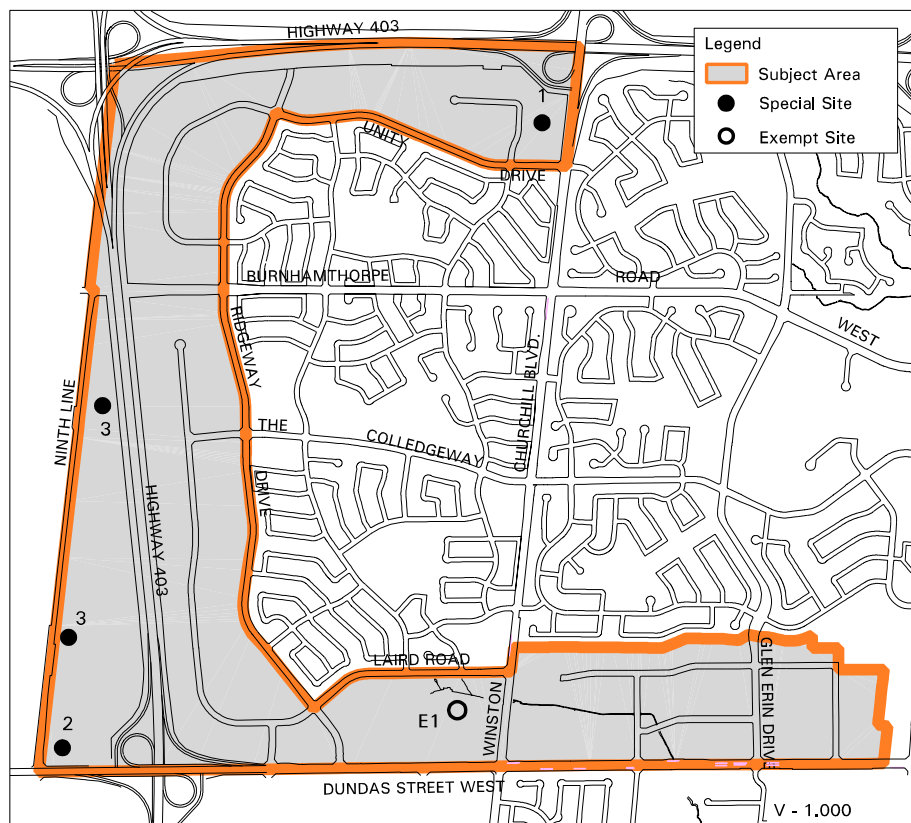 HIGHWAY 403
Legend
Subject Area
Special Site
Exempt Site
1
UNITY
DRIVE
BURNHAMTHORPE
ROAD
WEST
RIDGEWAY
DRIVE
THE
COLLEDGEWAY
CHURCHILL BLVD.
NINTH LINE
3
HIGHWAY 403
3
LAIRD ROAD
GLEN ERIN DRIVE
E1
WINSTON
2
DUNDAS STREET WEST
V - 1.000